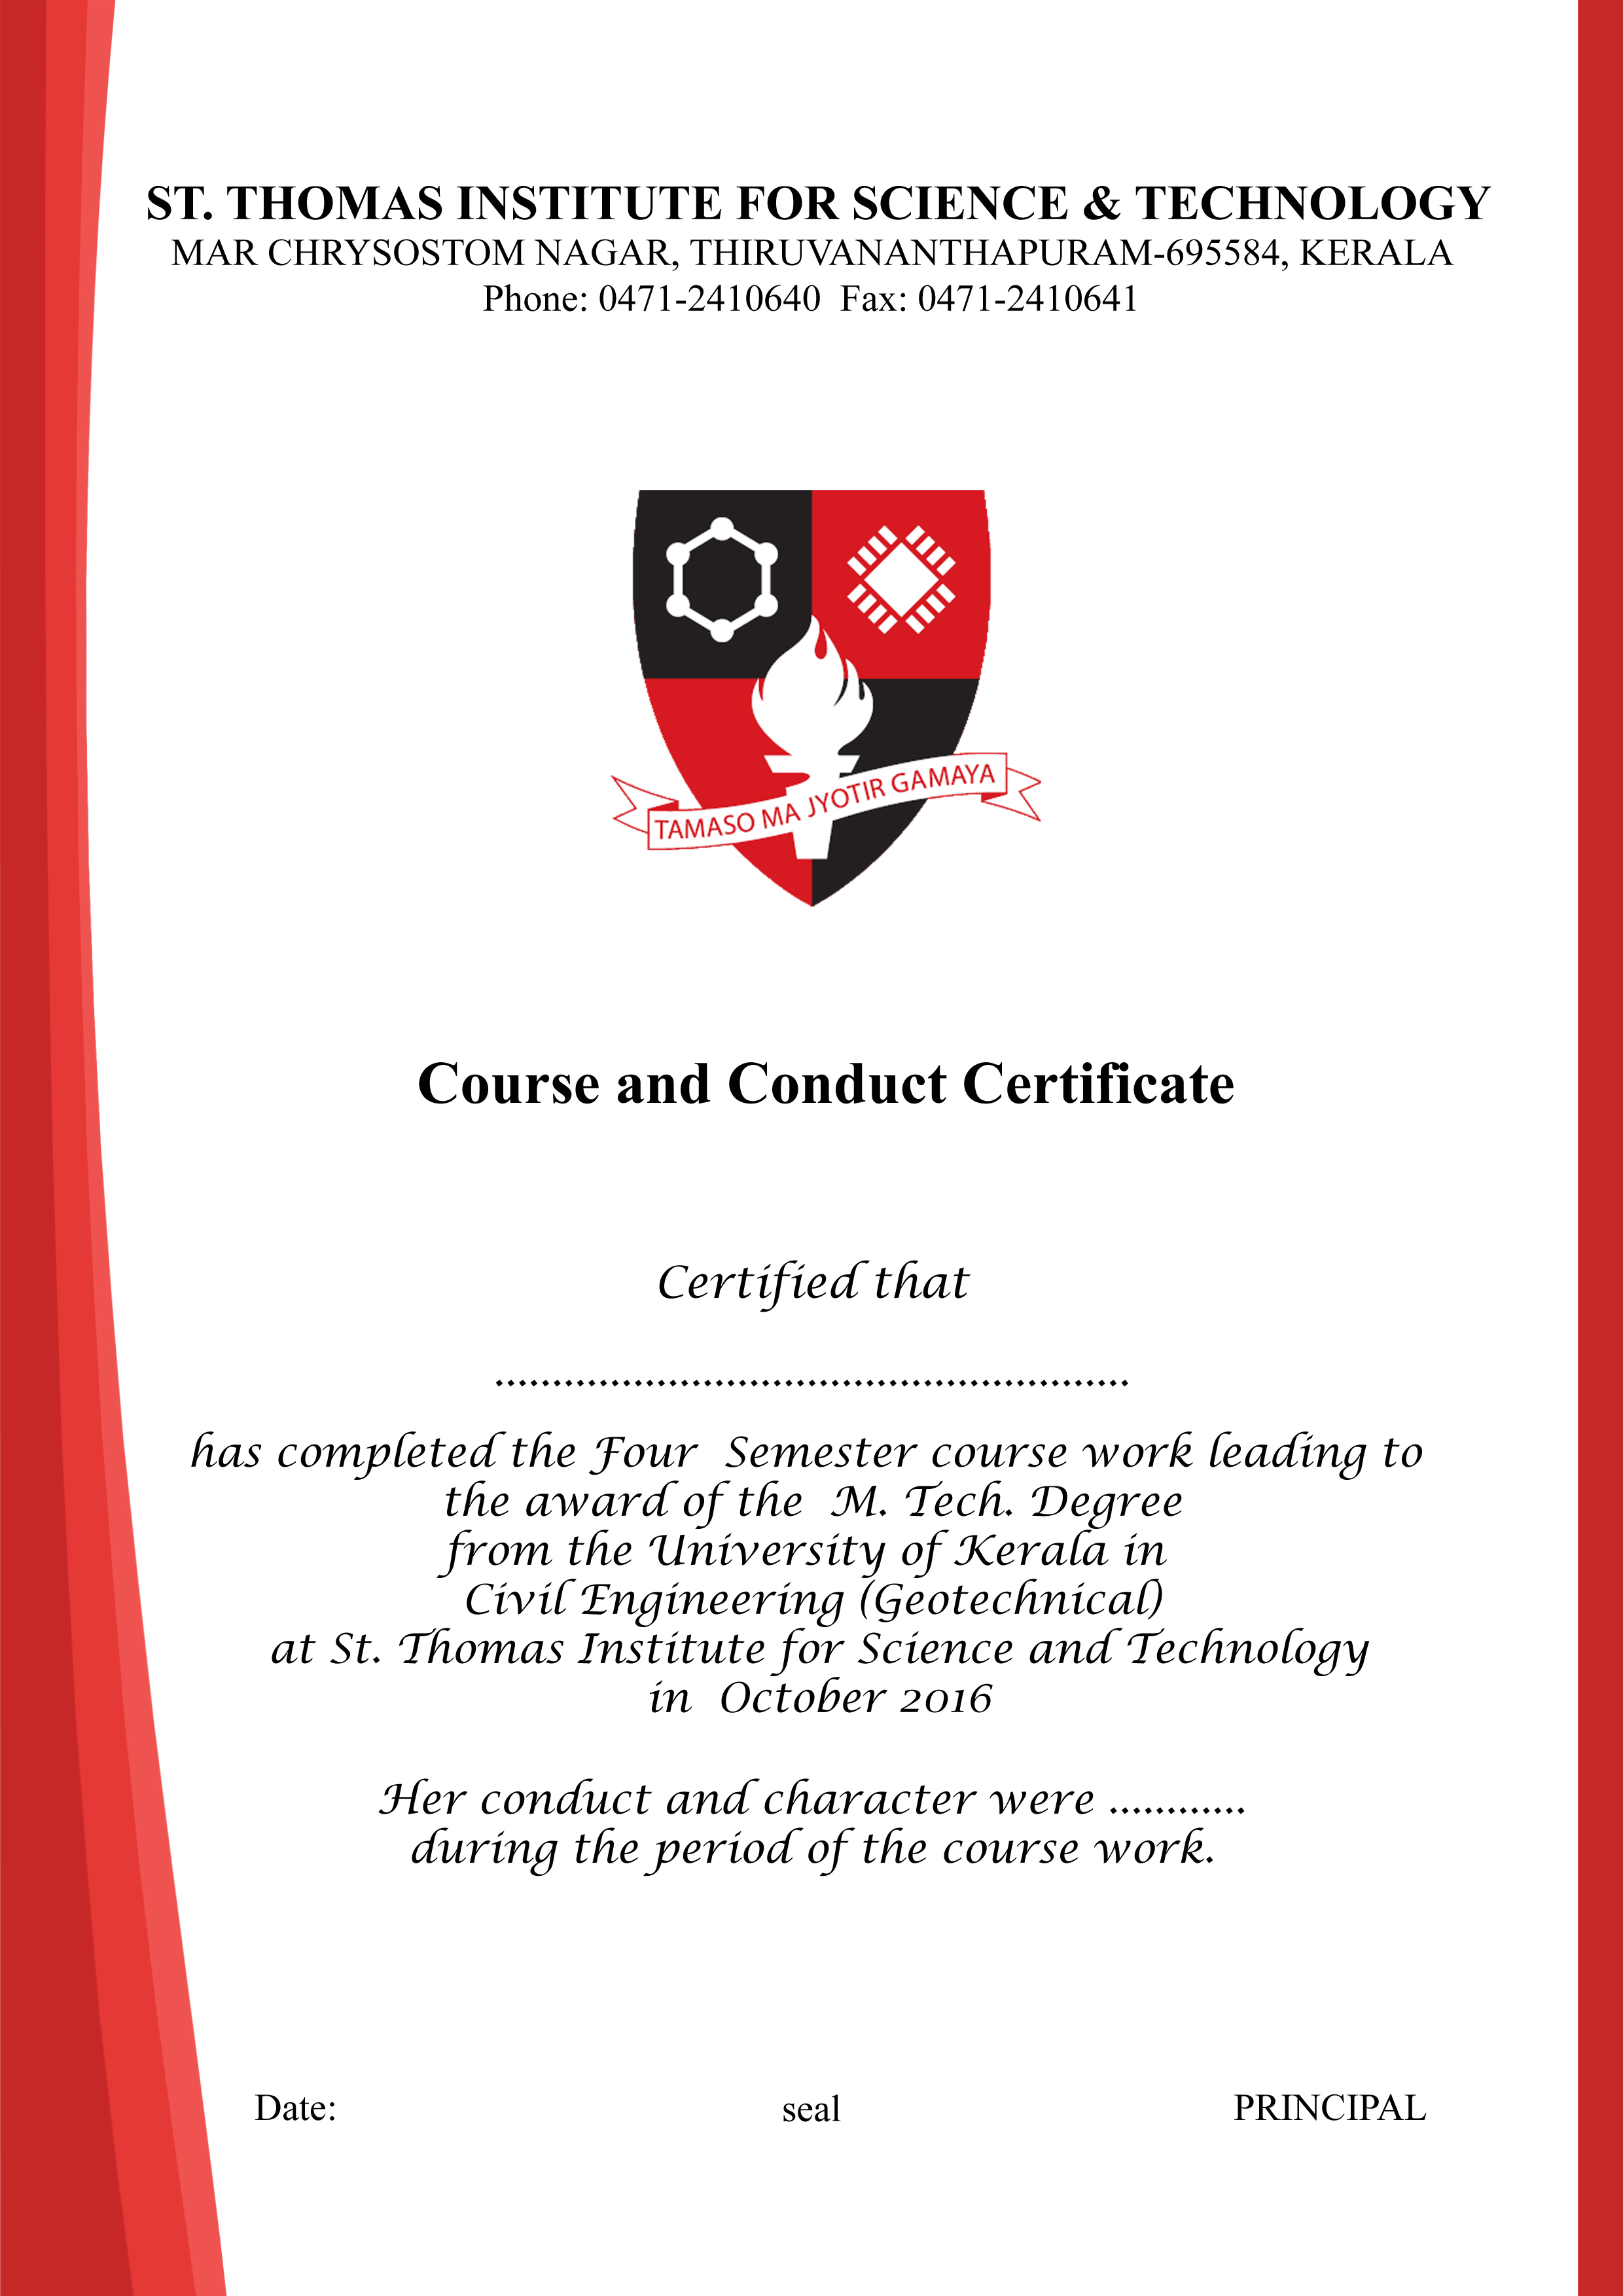 ST. THOMAS INSTITUTE FOR SCIENCE & TECHNOLOGY
MAR CHRYSOSTOM NAGAR, THIRUVANANTHAPURAM-695584, KERALA
Phone: 0471-2410640  Fax: 0471-2410641
TAMASO MA JYOTIR GAMAYA
Course and Conduct Certificate
Certified that
.......................................................
has completed the Four  Semester course work leading to
the award of the  M. Tech. Degree
from the University of Kerala in
Civil Engineering (Geotechnical)
at St. Thomas Institute for Science and Technology
in  October 2016
Her conduct and character were ............
during the period of the course work.
Date:
seal
PRINCIPAL